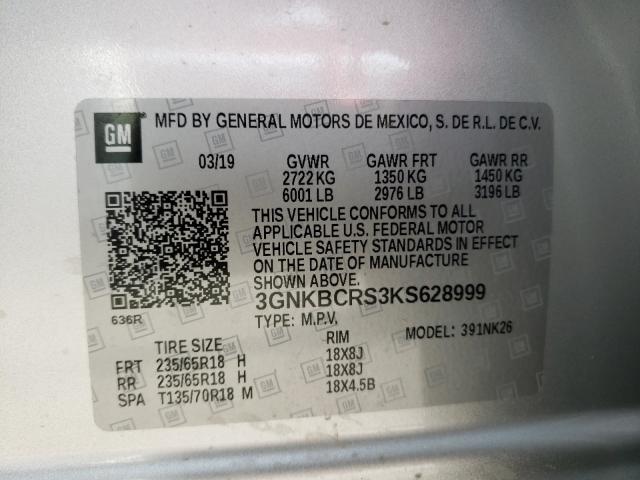 GM MFD BY GENERAL MOTORS DE MEXICO, S. DE R.L. DE C.V.
03/19 GVWR GAWR FRT GAWR RR
2722 KG 1350 KG 1450 KG
6001 LB 2976 LB 3196 LB
THIS VEHICLE CONFORMS TO ALL
APPLICABLE U.S. FEDERAL MOTOR
VEHICLE SAFETY STANDARDS IN EFFECT
ON THE DATE OF MANUFACTURE
SHOWN ABOVE.
3GNKBCRS3KS628999
636R TYPE: M.P.V. MODEL: 391NK26
TIRE SIZE RIM
FRT 235/65R18 H 18X8J
RR 235/65R18 H 18X8J
SPA T135/70R18 M 18X4.5B